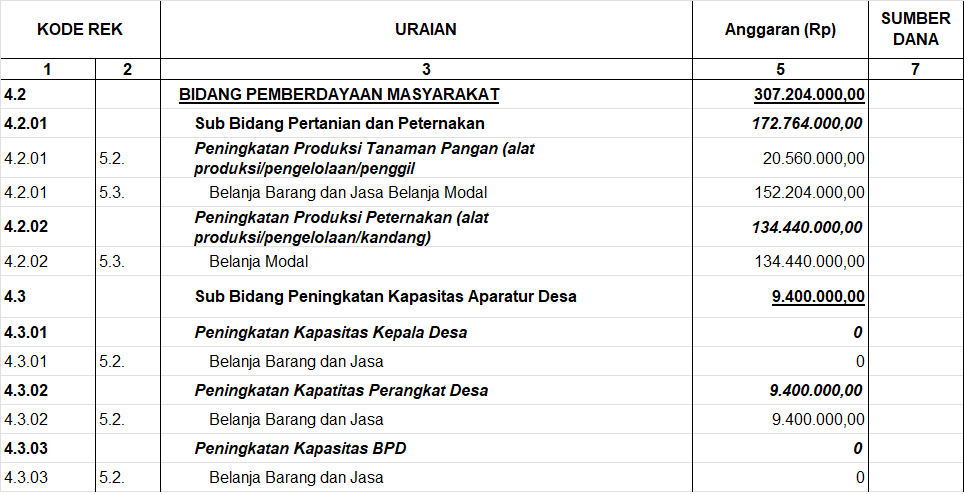 KODE REK URAIAN Anggaran (Rp) SUMBER DANA
1 2 3 5 7
4.2 BIDANG PEMBERDAYAAN MASYARAKAT 307.204.000,00
4.2.01 Sub Bidang Pertanian dan Peternakan 172.764.000,00
4.2.01 5.2. Peningkatan Produksi Tanaman Pangan (alat
produksi/pengelolaan/penggil 20.560.000,00
4.2.01 5.3. Belanja Barang dan Jasa Belanja Modal 152.204.000,00
4.2.02 Peningkatan Produksi Peternakan (alat
produksi/pengelolaan/kandang) 134.440.000,00
4.2.02 5.3. Belanja Modal 134.440.000,00
4.3 Sub Bidang Peningkatan Kapasitas Aparatur Desa 9.400.000,00
4.3.01 Peningkatan Kapasitas Kepala Desa 0
4.3.01 5.2. Belanja Barang dan Jasa 0
4.3.02 Peningkatan Kapatitas Perangkat Desa 9.400.000,00
4.3.02 5.2. Belanja Barang dan Jasa 9.400.000,00
4.3.03 Peningkatan Kapasitas BPD 0
4.3.03 5.2. Belanja Barang dan Jasa 0